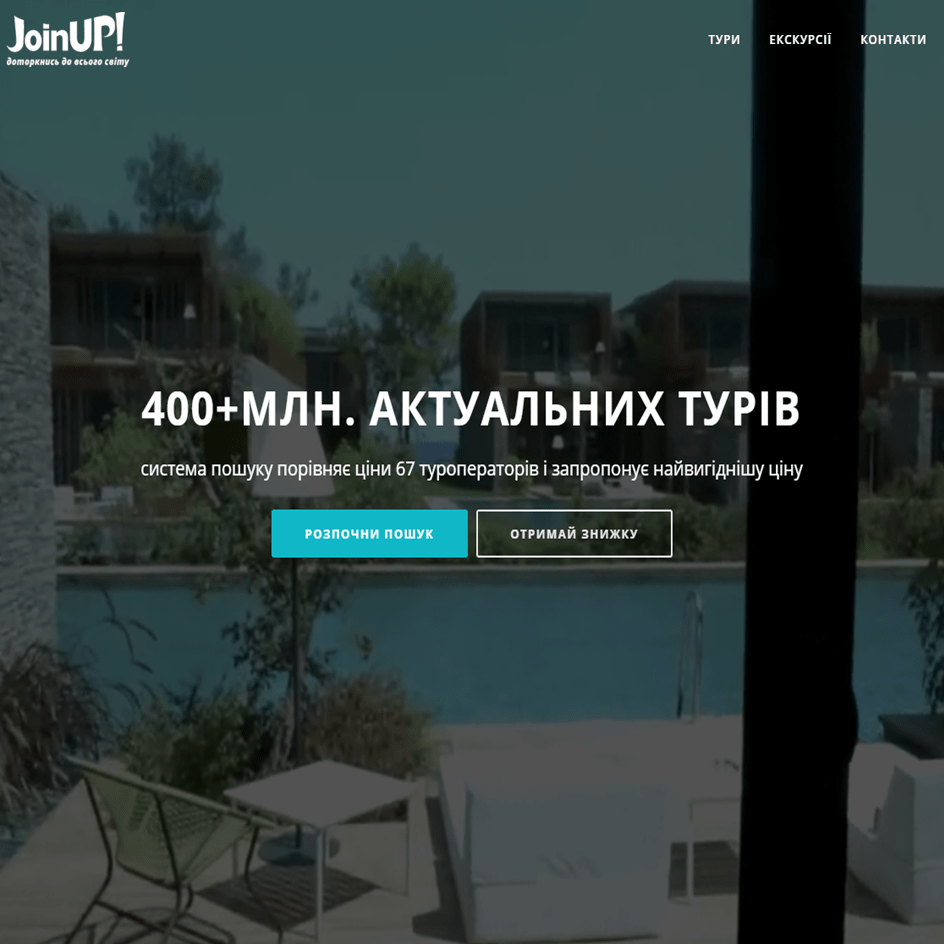 JoinUP!
доторкнись до всього світу
ТУРИ ЕКСКУРСІЇ КОНТАКТИ
400+МЛН. АКТУАЛЬНИХ ТУРІВ
система пошуку порівняє ціни 67 туроператорів і запропонує найвигіднішу ціну
РОЗПОЧНИ ПОШУК ОТРИМАЙ ЗНИЖКУ